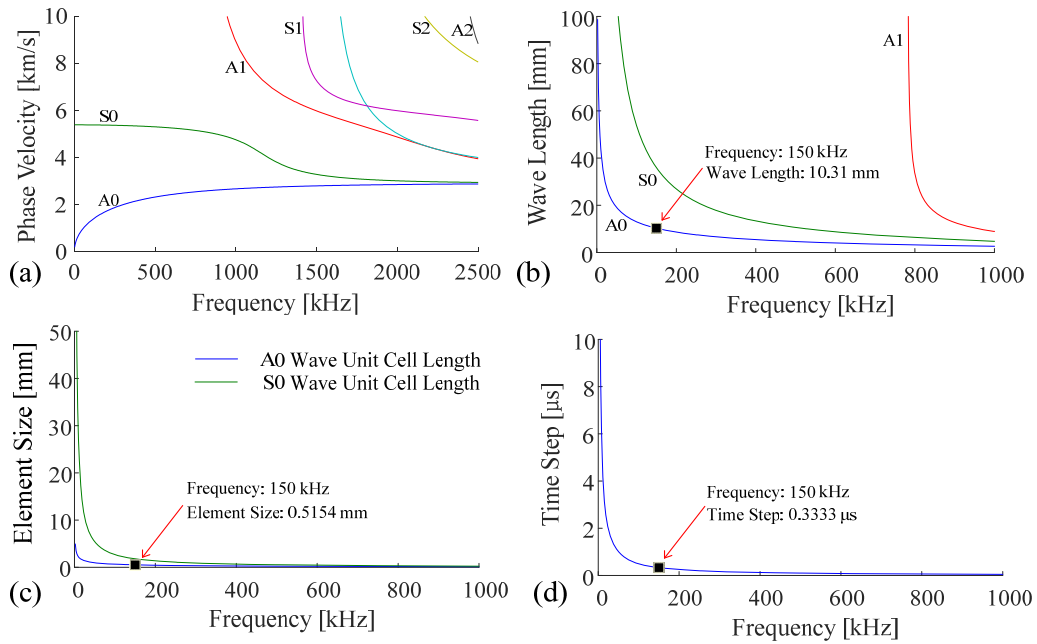 10
8
6
4
2
0
Phase Velocity [km/s]
S0
A0
A1
S1
S2
A2
0
500
1000
1500
2000
2500
Frequency [kHz]
(a)
100
80
60
40
20
0
Wave Length [mm]
A1
S0
A0
Frequency: 150 kHz
Wave Length: 10.31 mm
0
200
400
600
800
1000
Frequency [kHz]
(b)
50
40
30
20
10
0
Element Size [mm]
A0 Wave Unit Cell Length
S0 Wave Unit Cell Length
Frequency: 150 kHz
Element Size: 0.5154 mm
0
200
400
600
800
1000
Frequency [kHz]
(c)
10
8
6
4
2
0
Time Step [μs]
Frequency: 150 kHz
Time Step: 0.3333 μs
0
200
400
600
800
1000
Frequency [kHz]
(d)